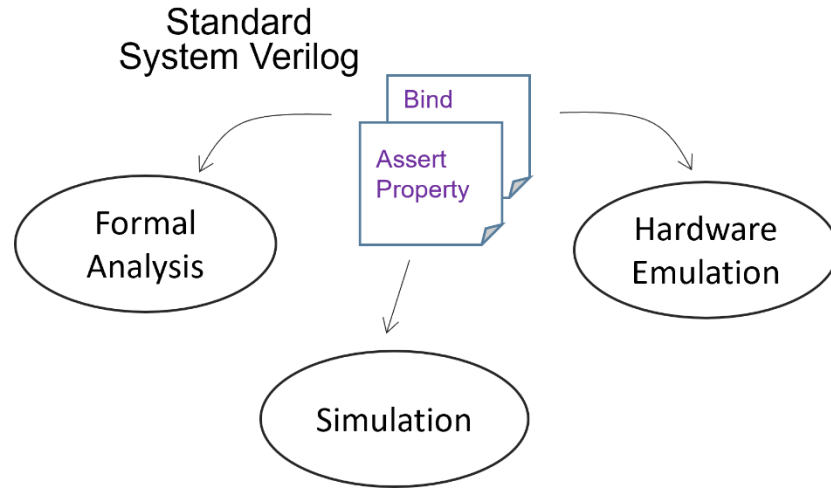 Standard
System Verilog
Bind
Assert
Property
Formal
Analysis
Hardware
Emulation
Simulation